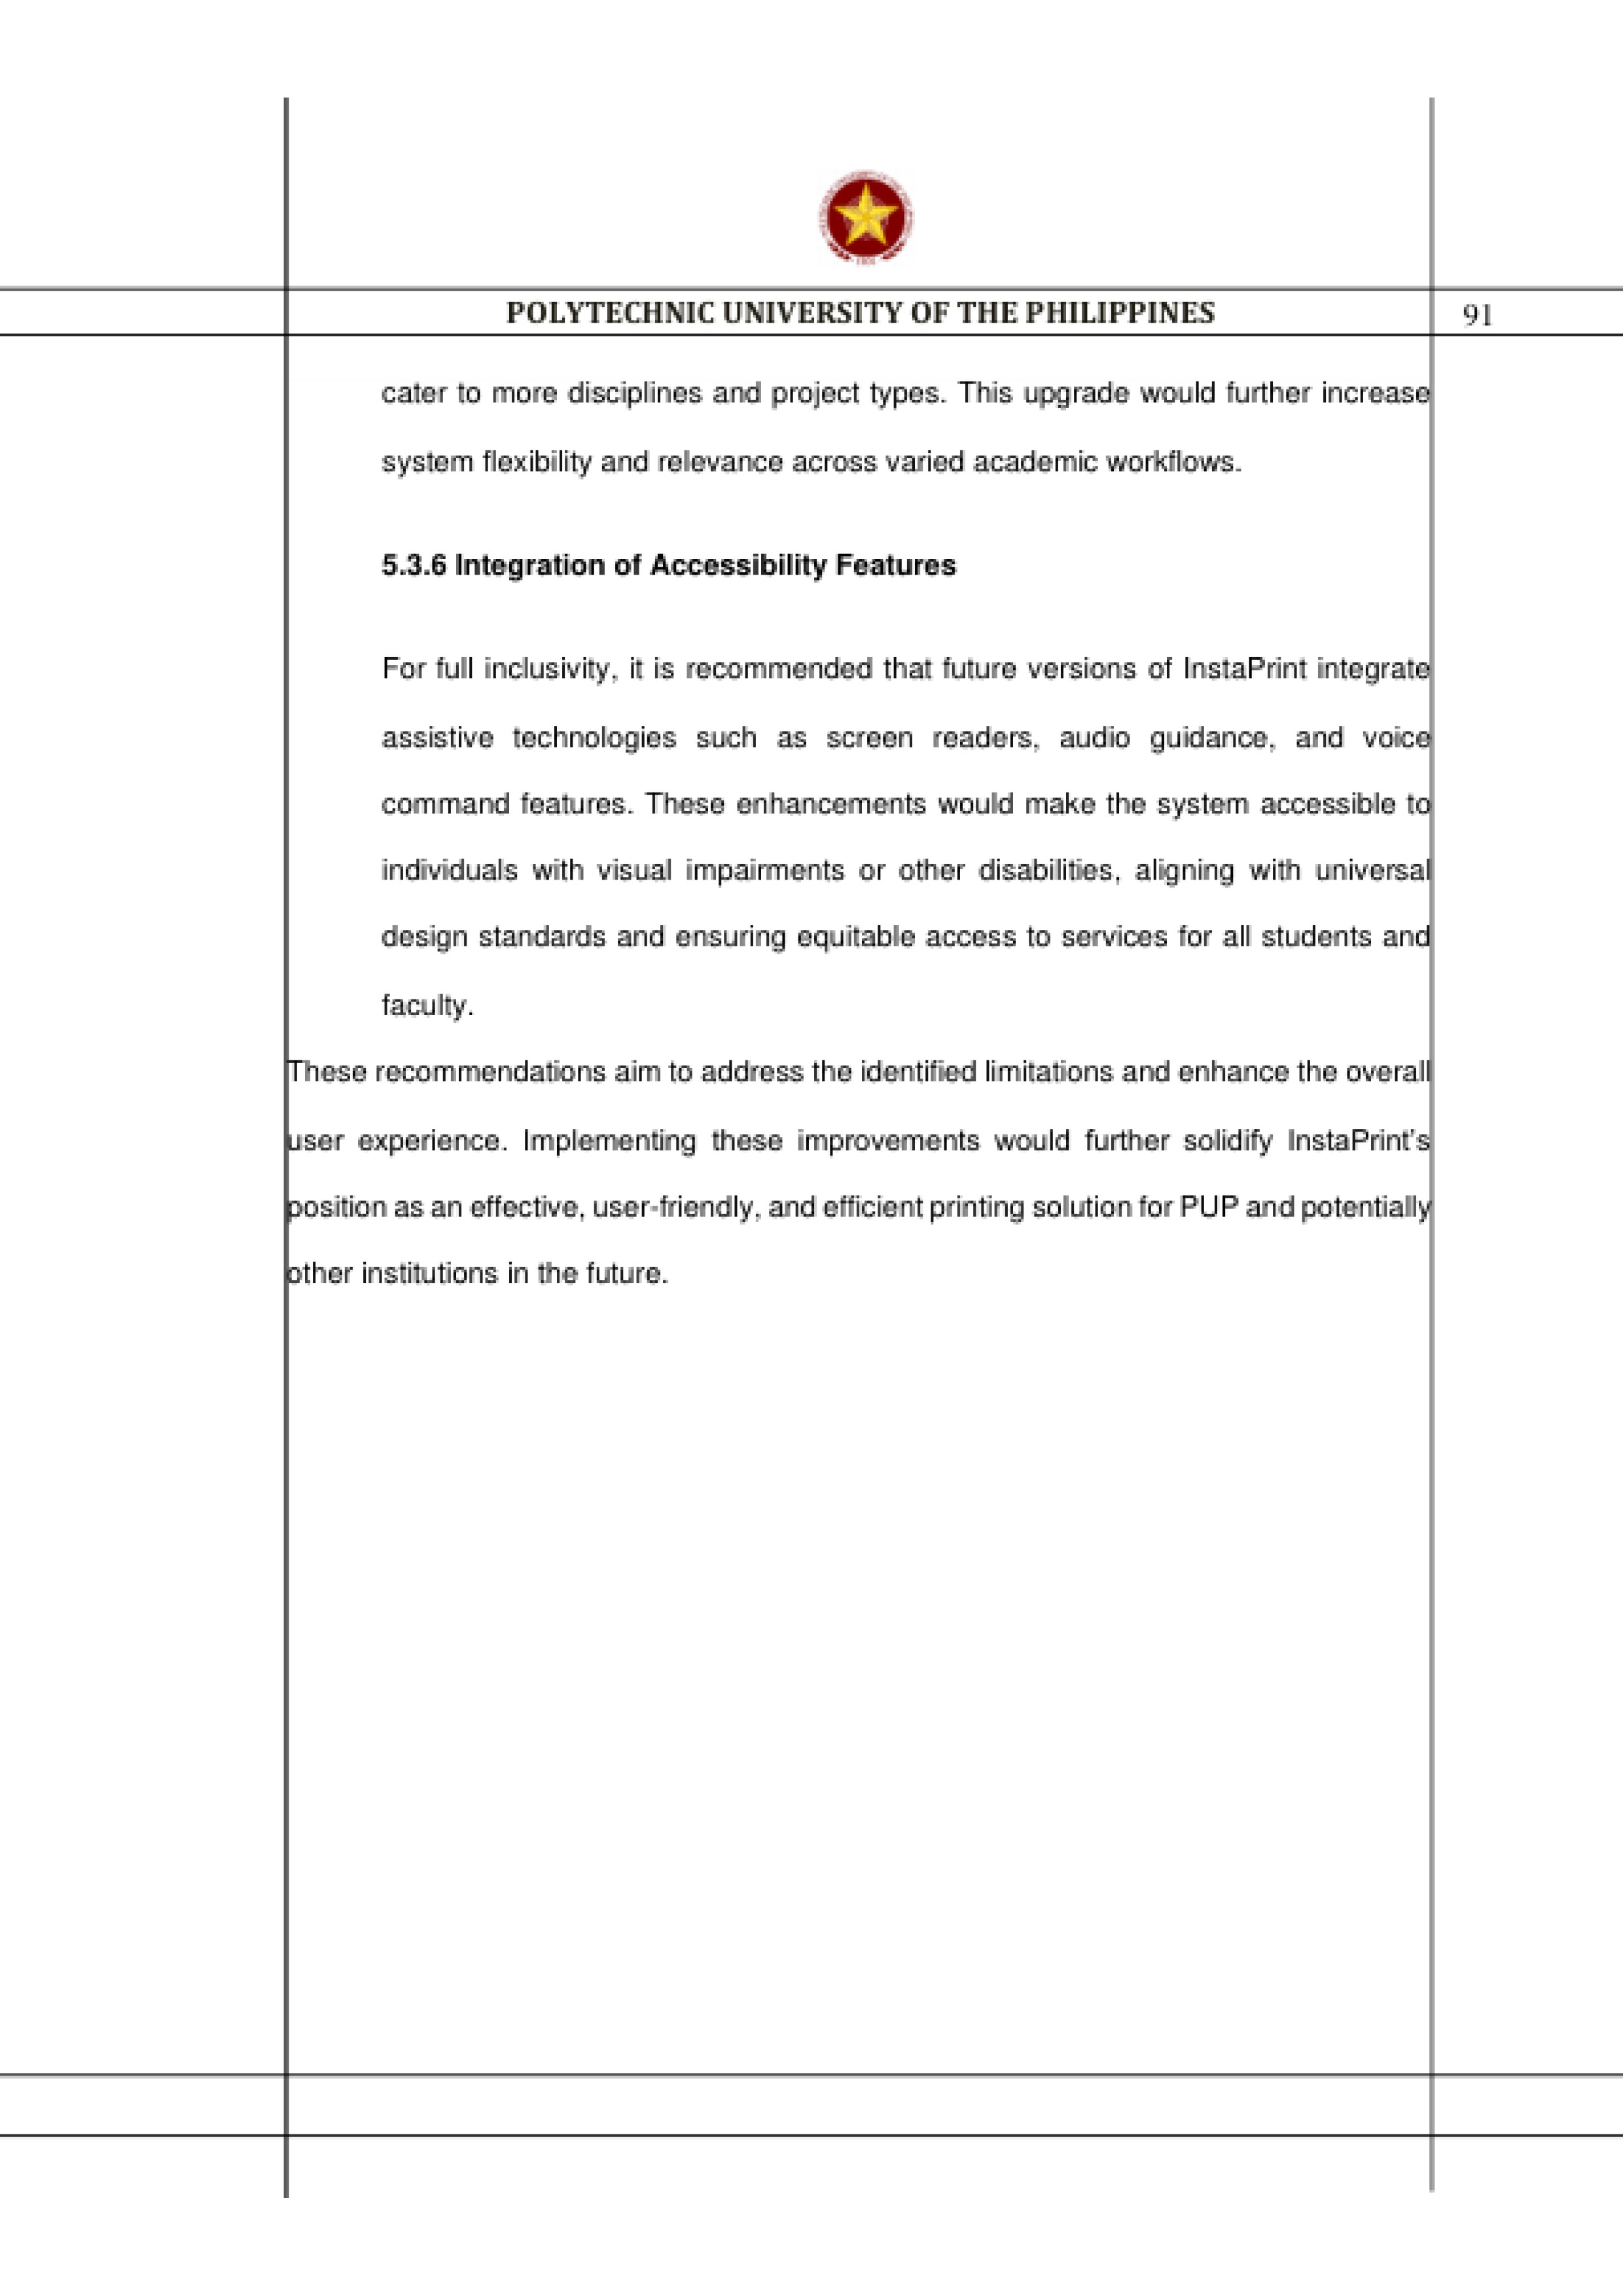 POLYTECHNIC UNIVERSITY OF THE PHILIPPINES
91
cater to more disciplines and project types. This upgrade would further increase
system flexibility and relevance across varied academic workflows.
5.3.6 Integration of Accessibility Features
For full inclusivity, it is recommended that future versions of InstaPrint integrate
assistive technologies such as screen readers, audio guidance, and voice
command features. These enhancements would make the system accessible to
individuals with visual impairments or other disabilities, aligning with universal
design standards and ensuring equitable access to services for all students and
faculty.
These recommendations aim to address the identified limitations and enhance the overall
user experience. Implementing these improvements would further solidify InstaPrint's
position as an effective, user-friendly, and efficient printing solution for PUP and potentially
other institutions in the future.